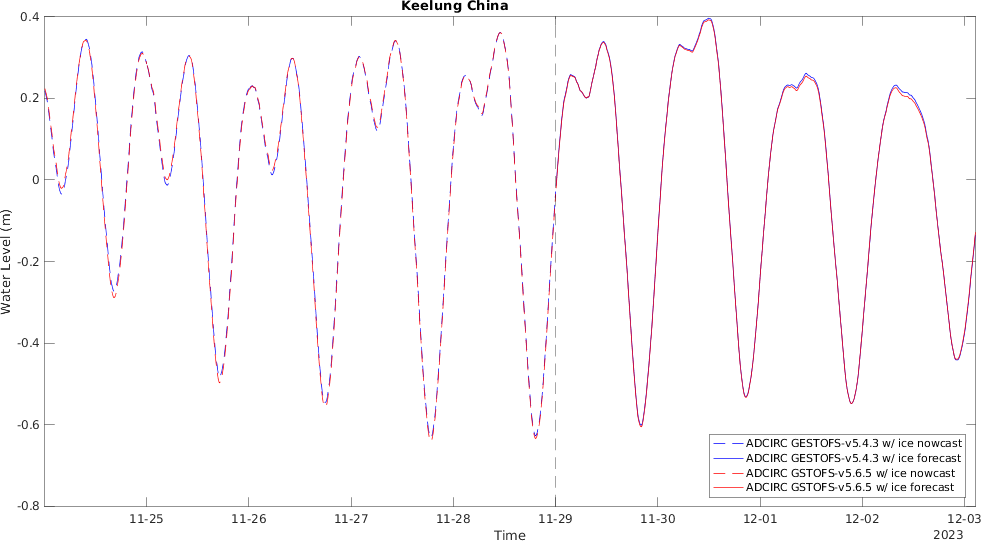 Keelung China
0.4
0.2
0
-0.2
-0.4
-0.6
-0.8
Water Level (m)
11-25
11-26
11-27
11-28
11-29
11-30
12-01
12-02
12-03
2023
Time
ADCIRC GESTOFS-v5.4.3 w/ ice nowcast
ADCIRC GESTOFS-v5.4.3 w/ ice forecast
ADCIRC GSTOFS-v5.6.5 w/ ice nowcast
ADCIRC GSTOFS-v5.6.5 w/ ice forecast